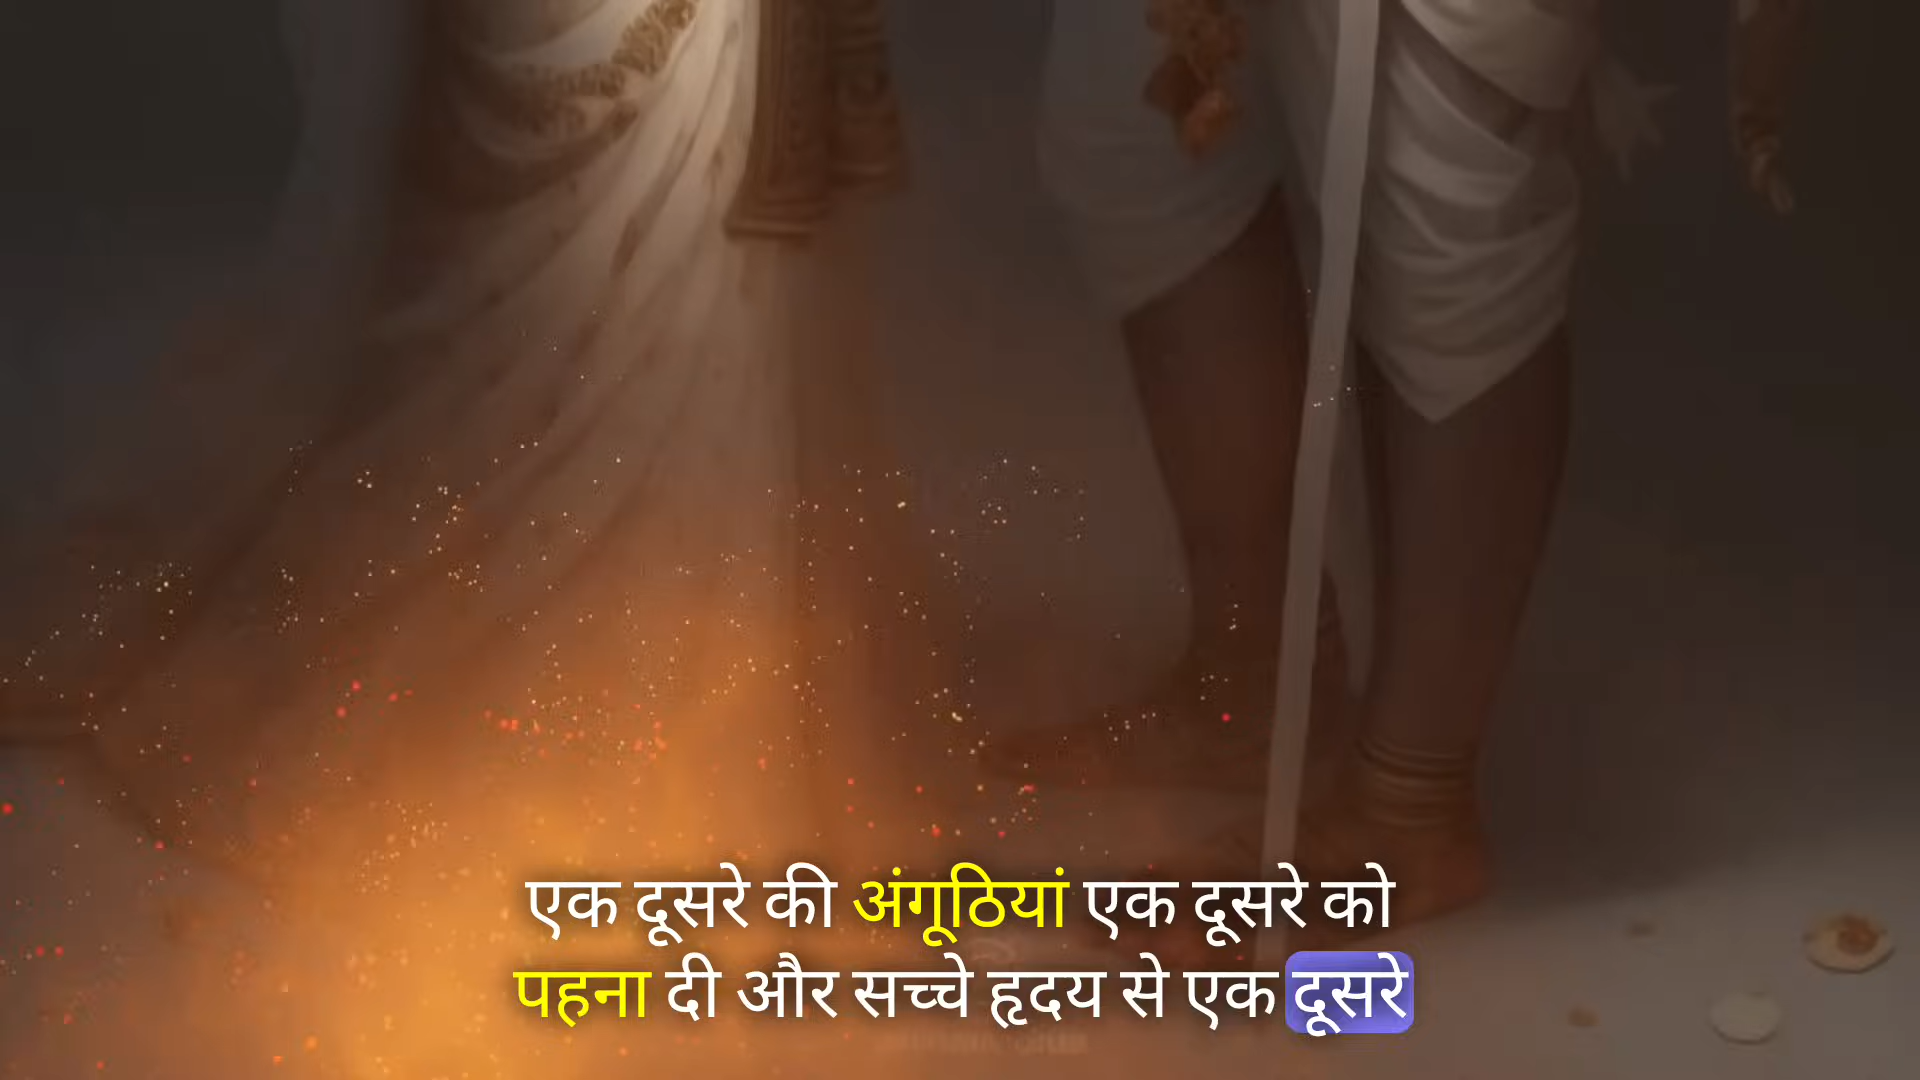 एक दूसरे की अंगूठियां एक दूसरे को
पहना दी और सच्चे हृदय से एक दूसरे